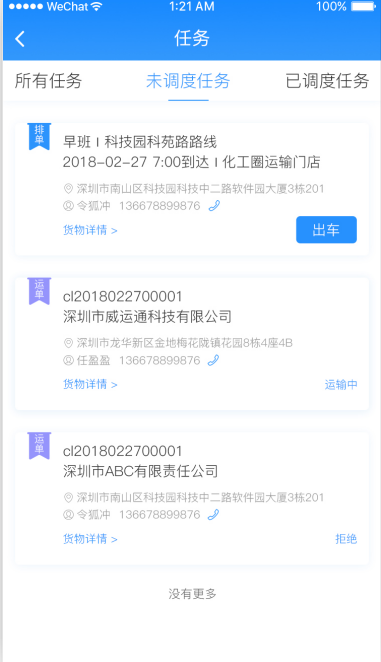 WeChat 1:21 AM 100%
任务
所有任务 未调度任务 已调度任务
排单
早班 I 科技园科苑路路线
2018-02-27 7:00到达 I 化工圈运输门店
深圳市南山区科技园科技中二路软件园大厦3栋201
令狐冲 136678899876
货物详情 > 出车
运单
cl2018022700001
深圳市威运通科技有限公司
深圳市龙华新区金地梅花陇镇花园8栋4座4B
任盈盈 136678899876
货物详情 > 运输中
运单
cl2018022700001
深圳市ABC有限责任公司
深圳市南山区科技园科技中二路软件园大厦3栋201
令狐冲 136678899876
货物详情 > 拒绝
没有更多